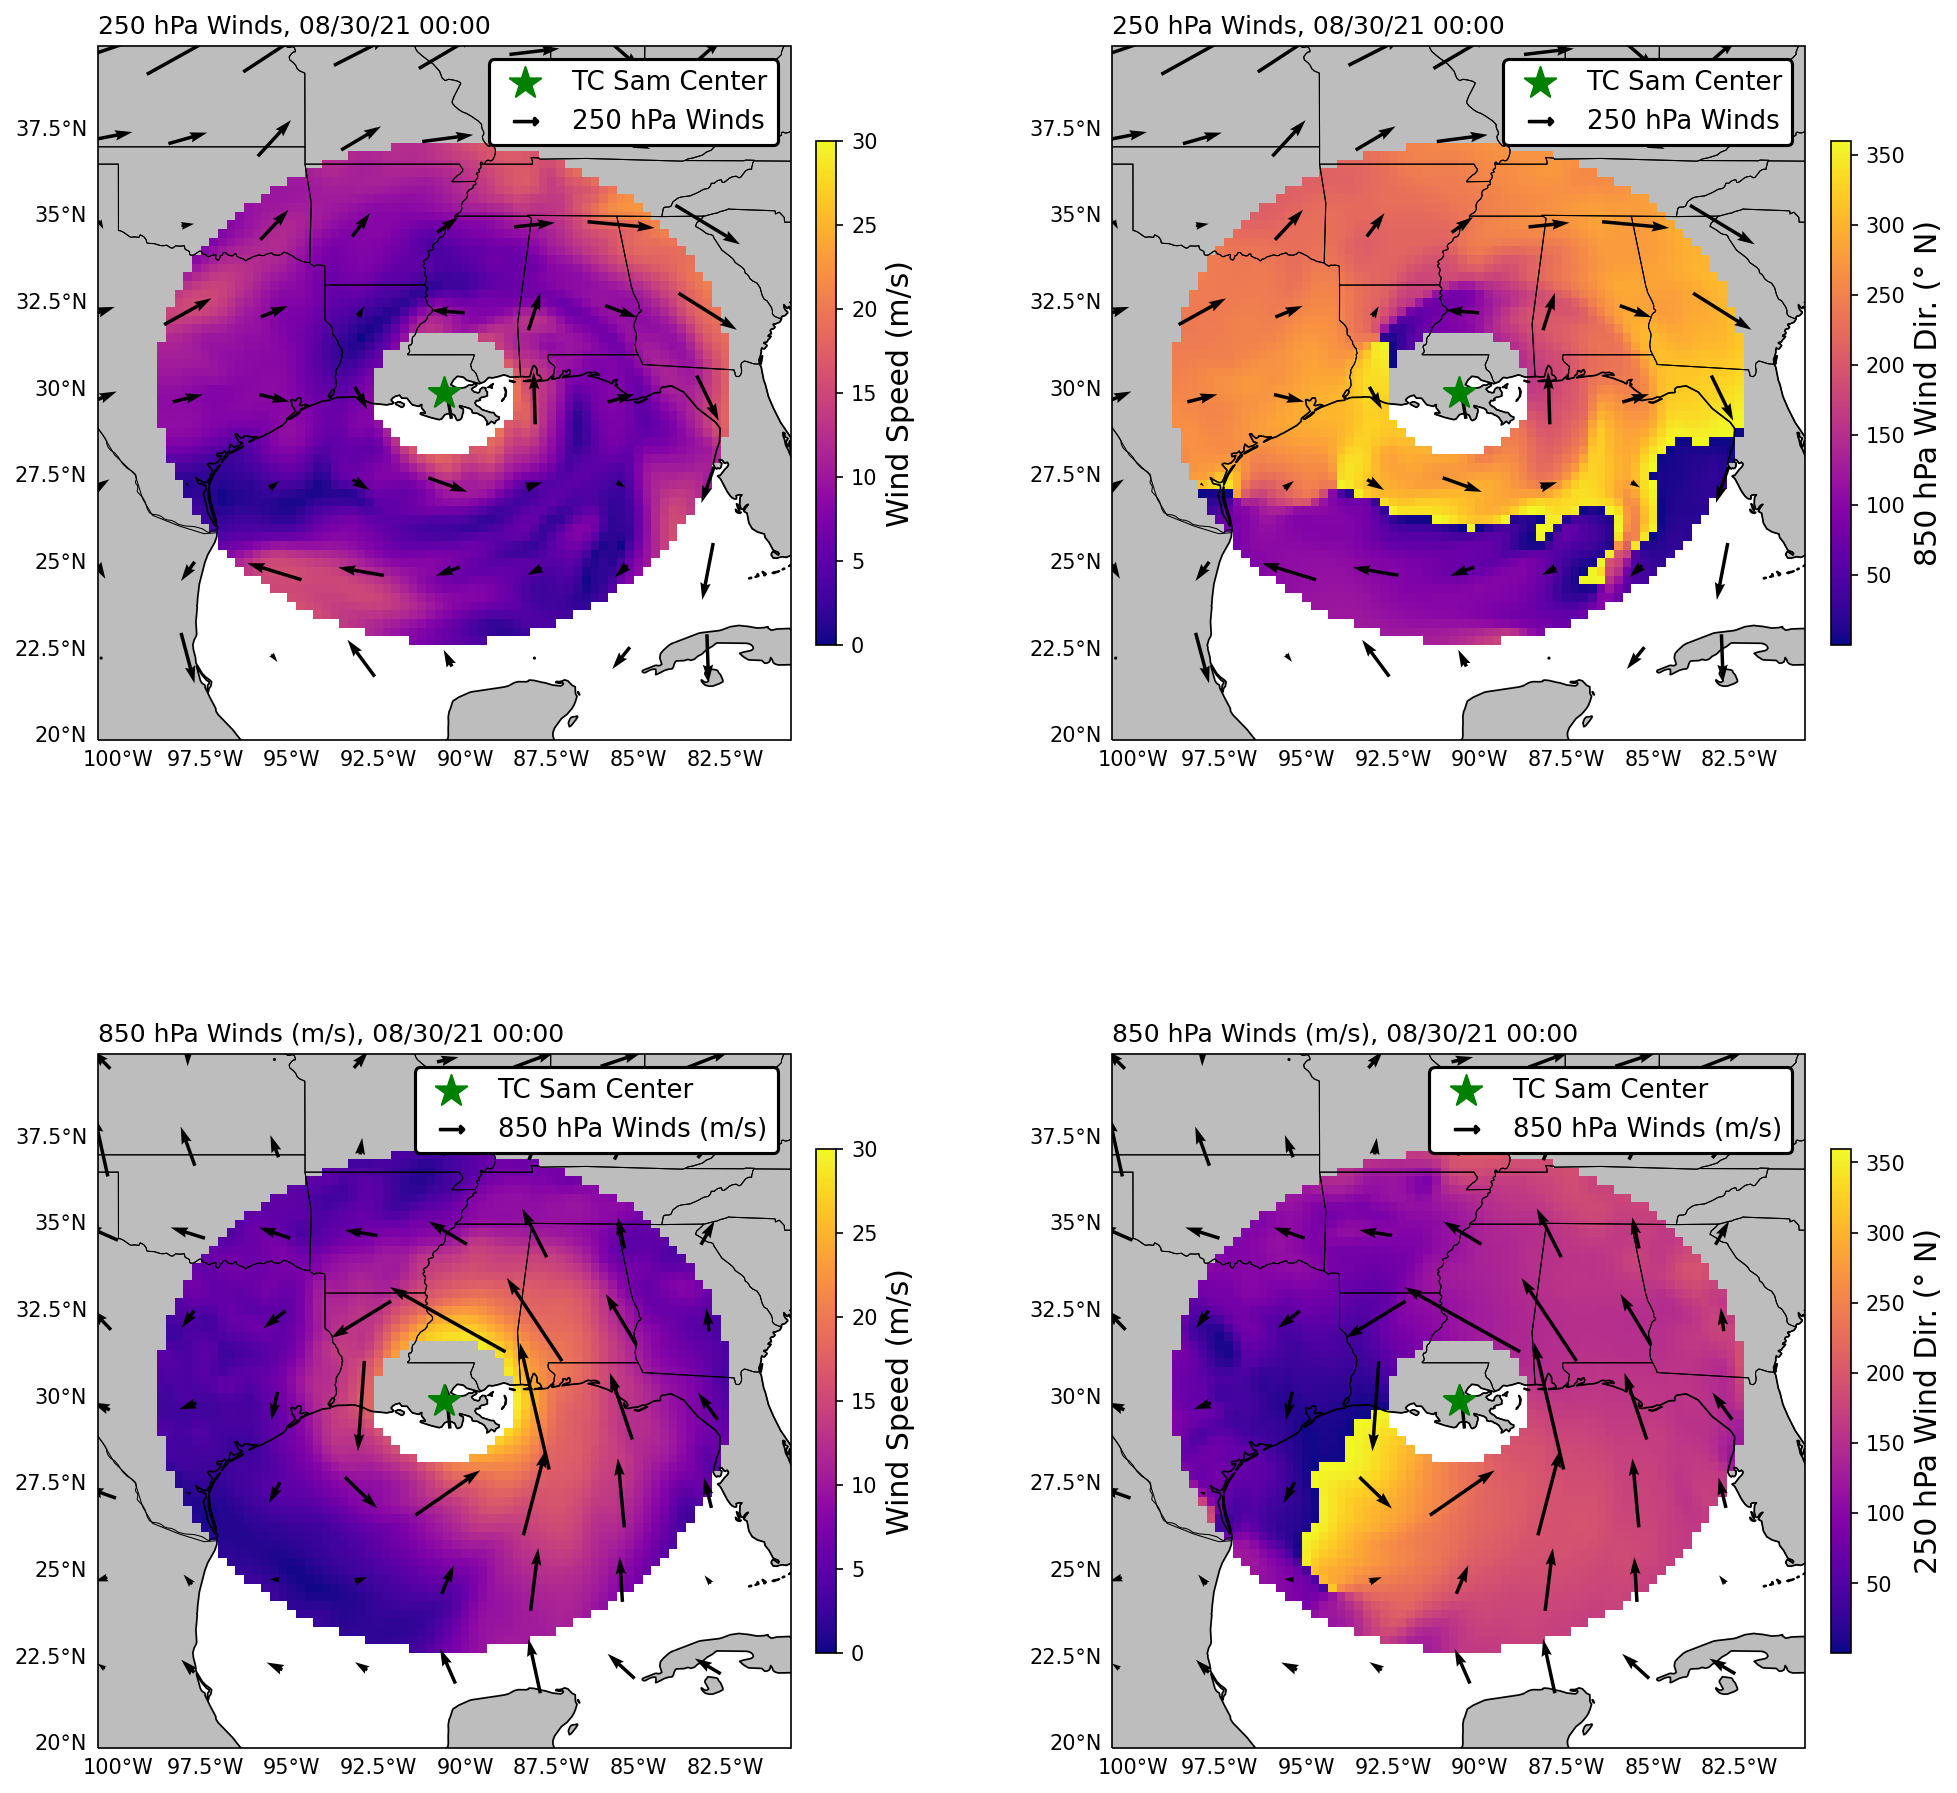 250 hPa Winds, 08/30/21 00:00
TC Sam Center
250 hPa Winds
37.5°N
35°N
32.5°N
30°N
27.5°N
25°N
22.5°N
20°N
100°W 97.5°W 95°W 92.5°W 90°W 87.5°W 85°W 82.5°W
30
25
20
15
10
5
0
Wind Speed (m/s)
250 hPa Winds, 08/30/21 00:00
TC Sam Center
250 hPa Winds
37.5°N
35°N
32.5°N
30°N
27.5°N
25°N
22.5°N
20°N
100°W 97.5°W 95°W 92.5°W 90°W 87.5°W 85°W 82.5°W
350
300
250
200
150
100
50
850 hPa Wind Dir. (° N)
850 hPa Winds (m/s), 08/30/21 00:00
TC Sam Center
850 hPa Winds (m/s)
37.5°N
35°N
32.5°N
30°N
27.5°N
25°N
22.5°N
20°N
100°W 97.5°W 95°W 92.5°W 90°W 87.5°W 85°W 82.5°W
30
25
20
15
10
5
0
Wind Speed (m/s)
850 hPa Winds (m/s), 08/30/21 00:00
TC Sam Center
850 hPa Winds (m/s)
37.5°N
35°N
32.5°N
30°N
27.5°N
25°N
22.5°N
20°N
100°W 97.5°W 95°W 92.5°W 90°W 87.5°W 85°W 82.5°W
350
300
250
200
150
100
50
250 hPa Wind Dir. (° N)